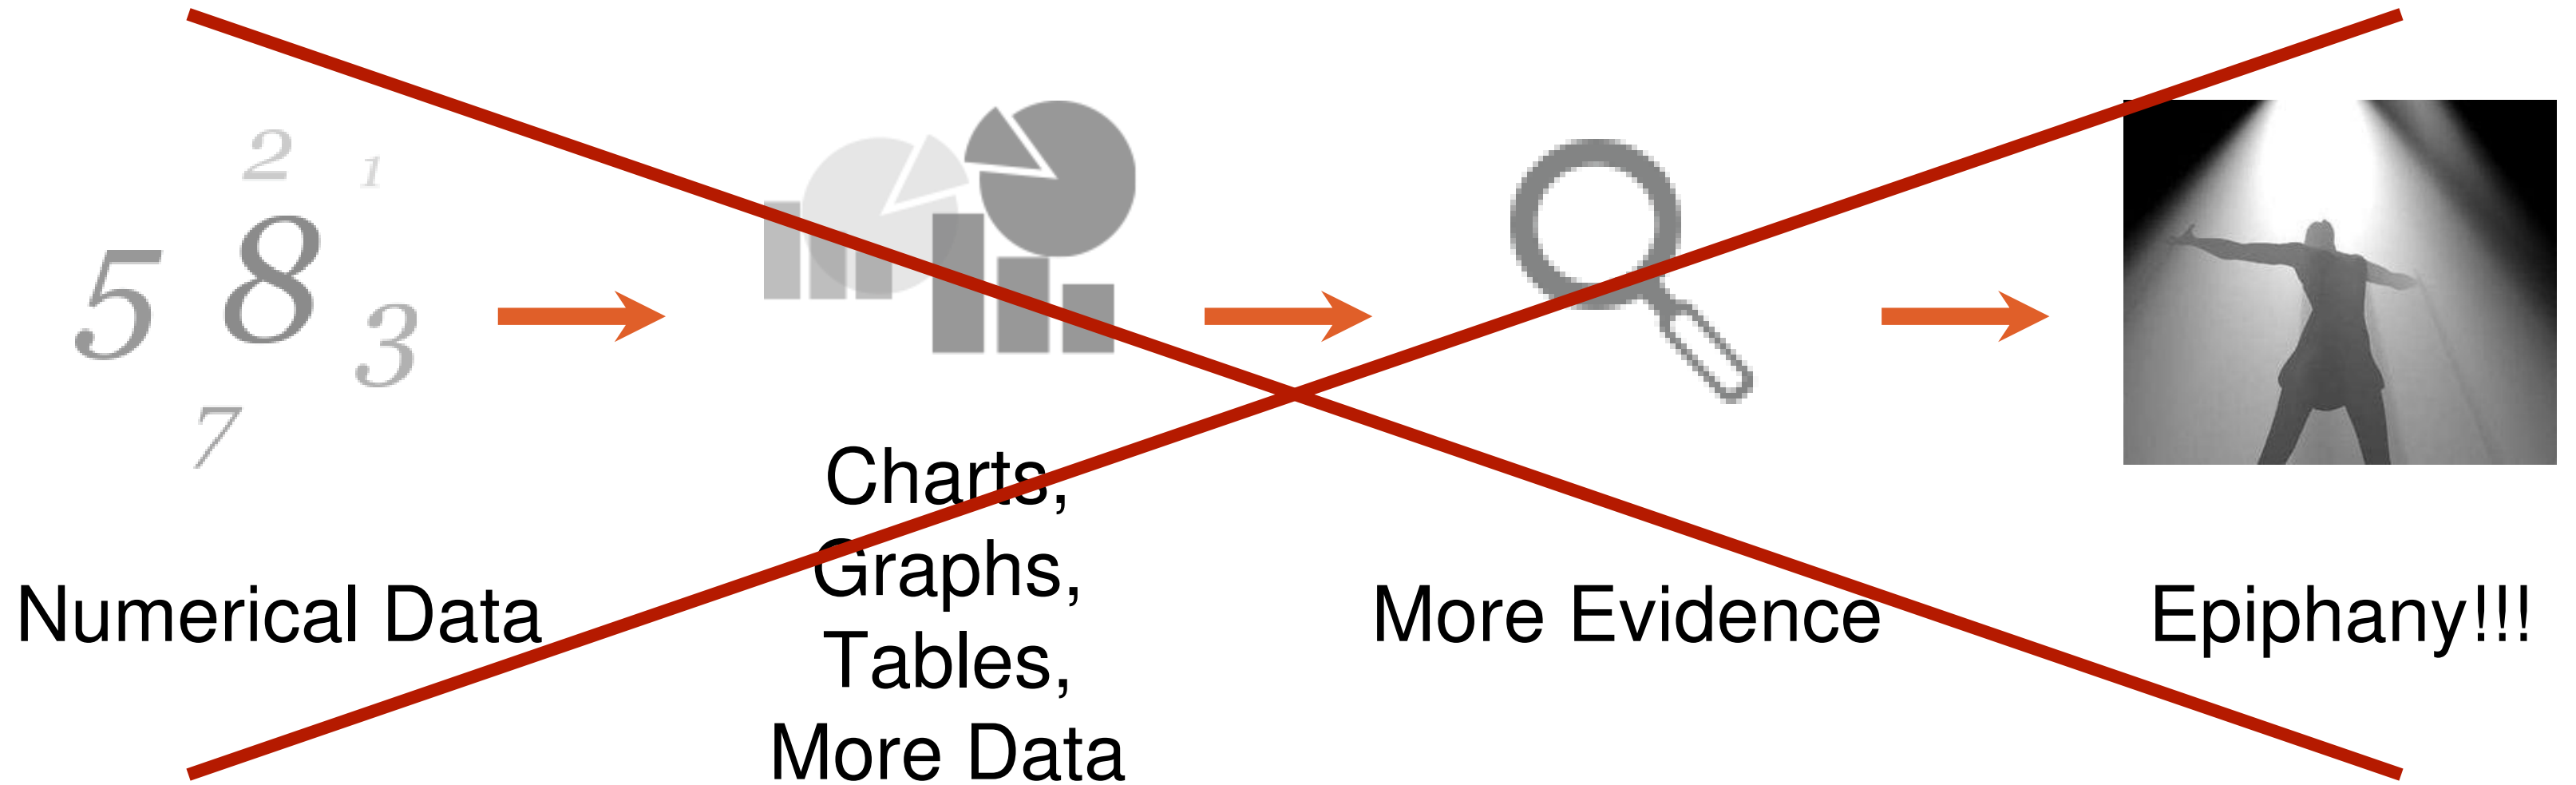 2 1
5 8 3
7
Numerical Data
Charts,
Graphs,
Tables,
More Data
More Evidence
Epiphany!!!